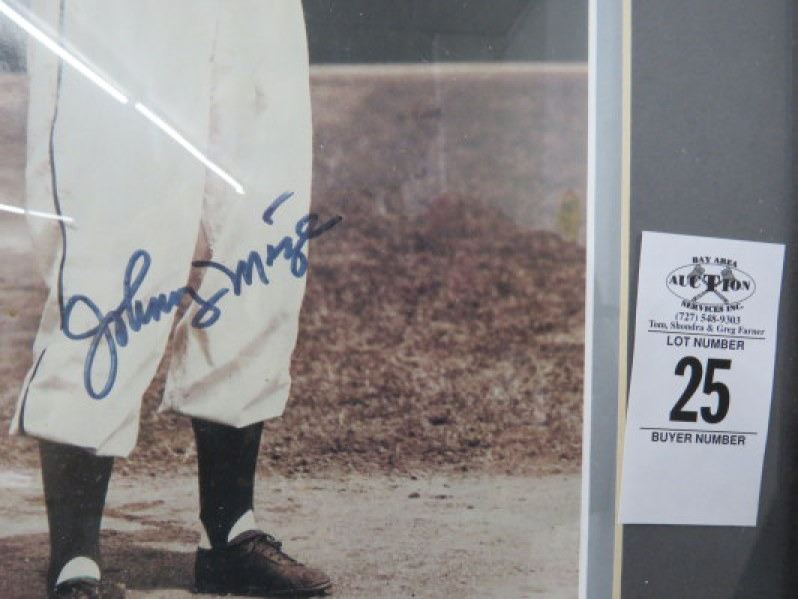 Johnny Mize
BAY AREA
AUCTION
SERVICES INC.
(727) 548-9303
Tom, Shondra & Greg Farner
LOT NUMBER
25
BUYER NUMBER